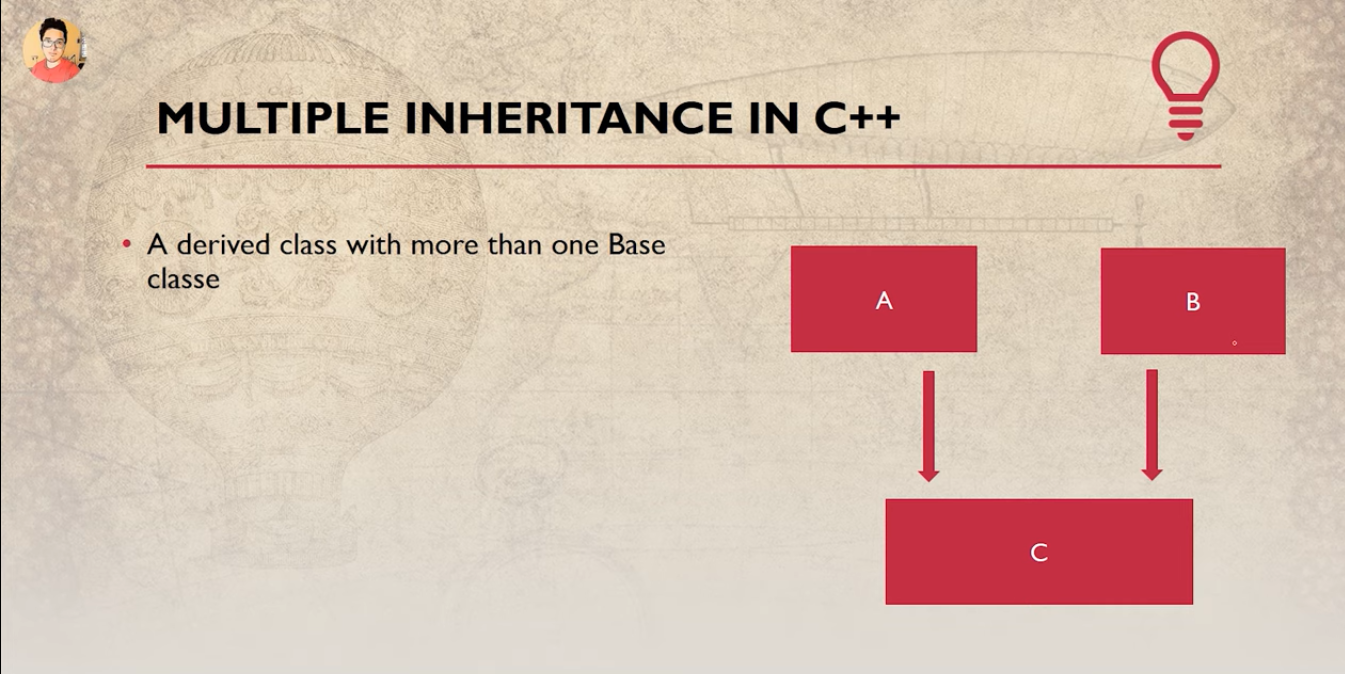 MULTIPLE INHERITANCE IN C++
• A derived class with more than one Base
classe
A
B
C